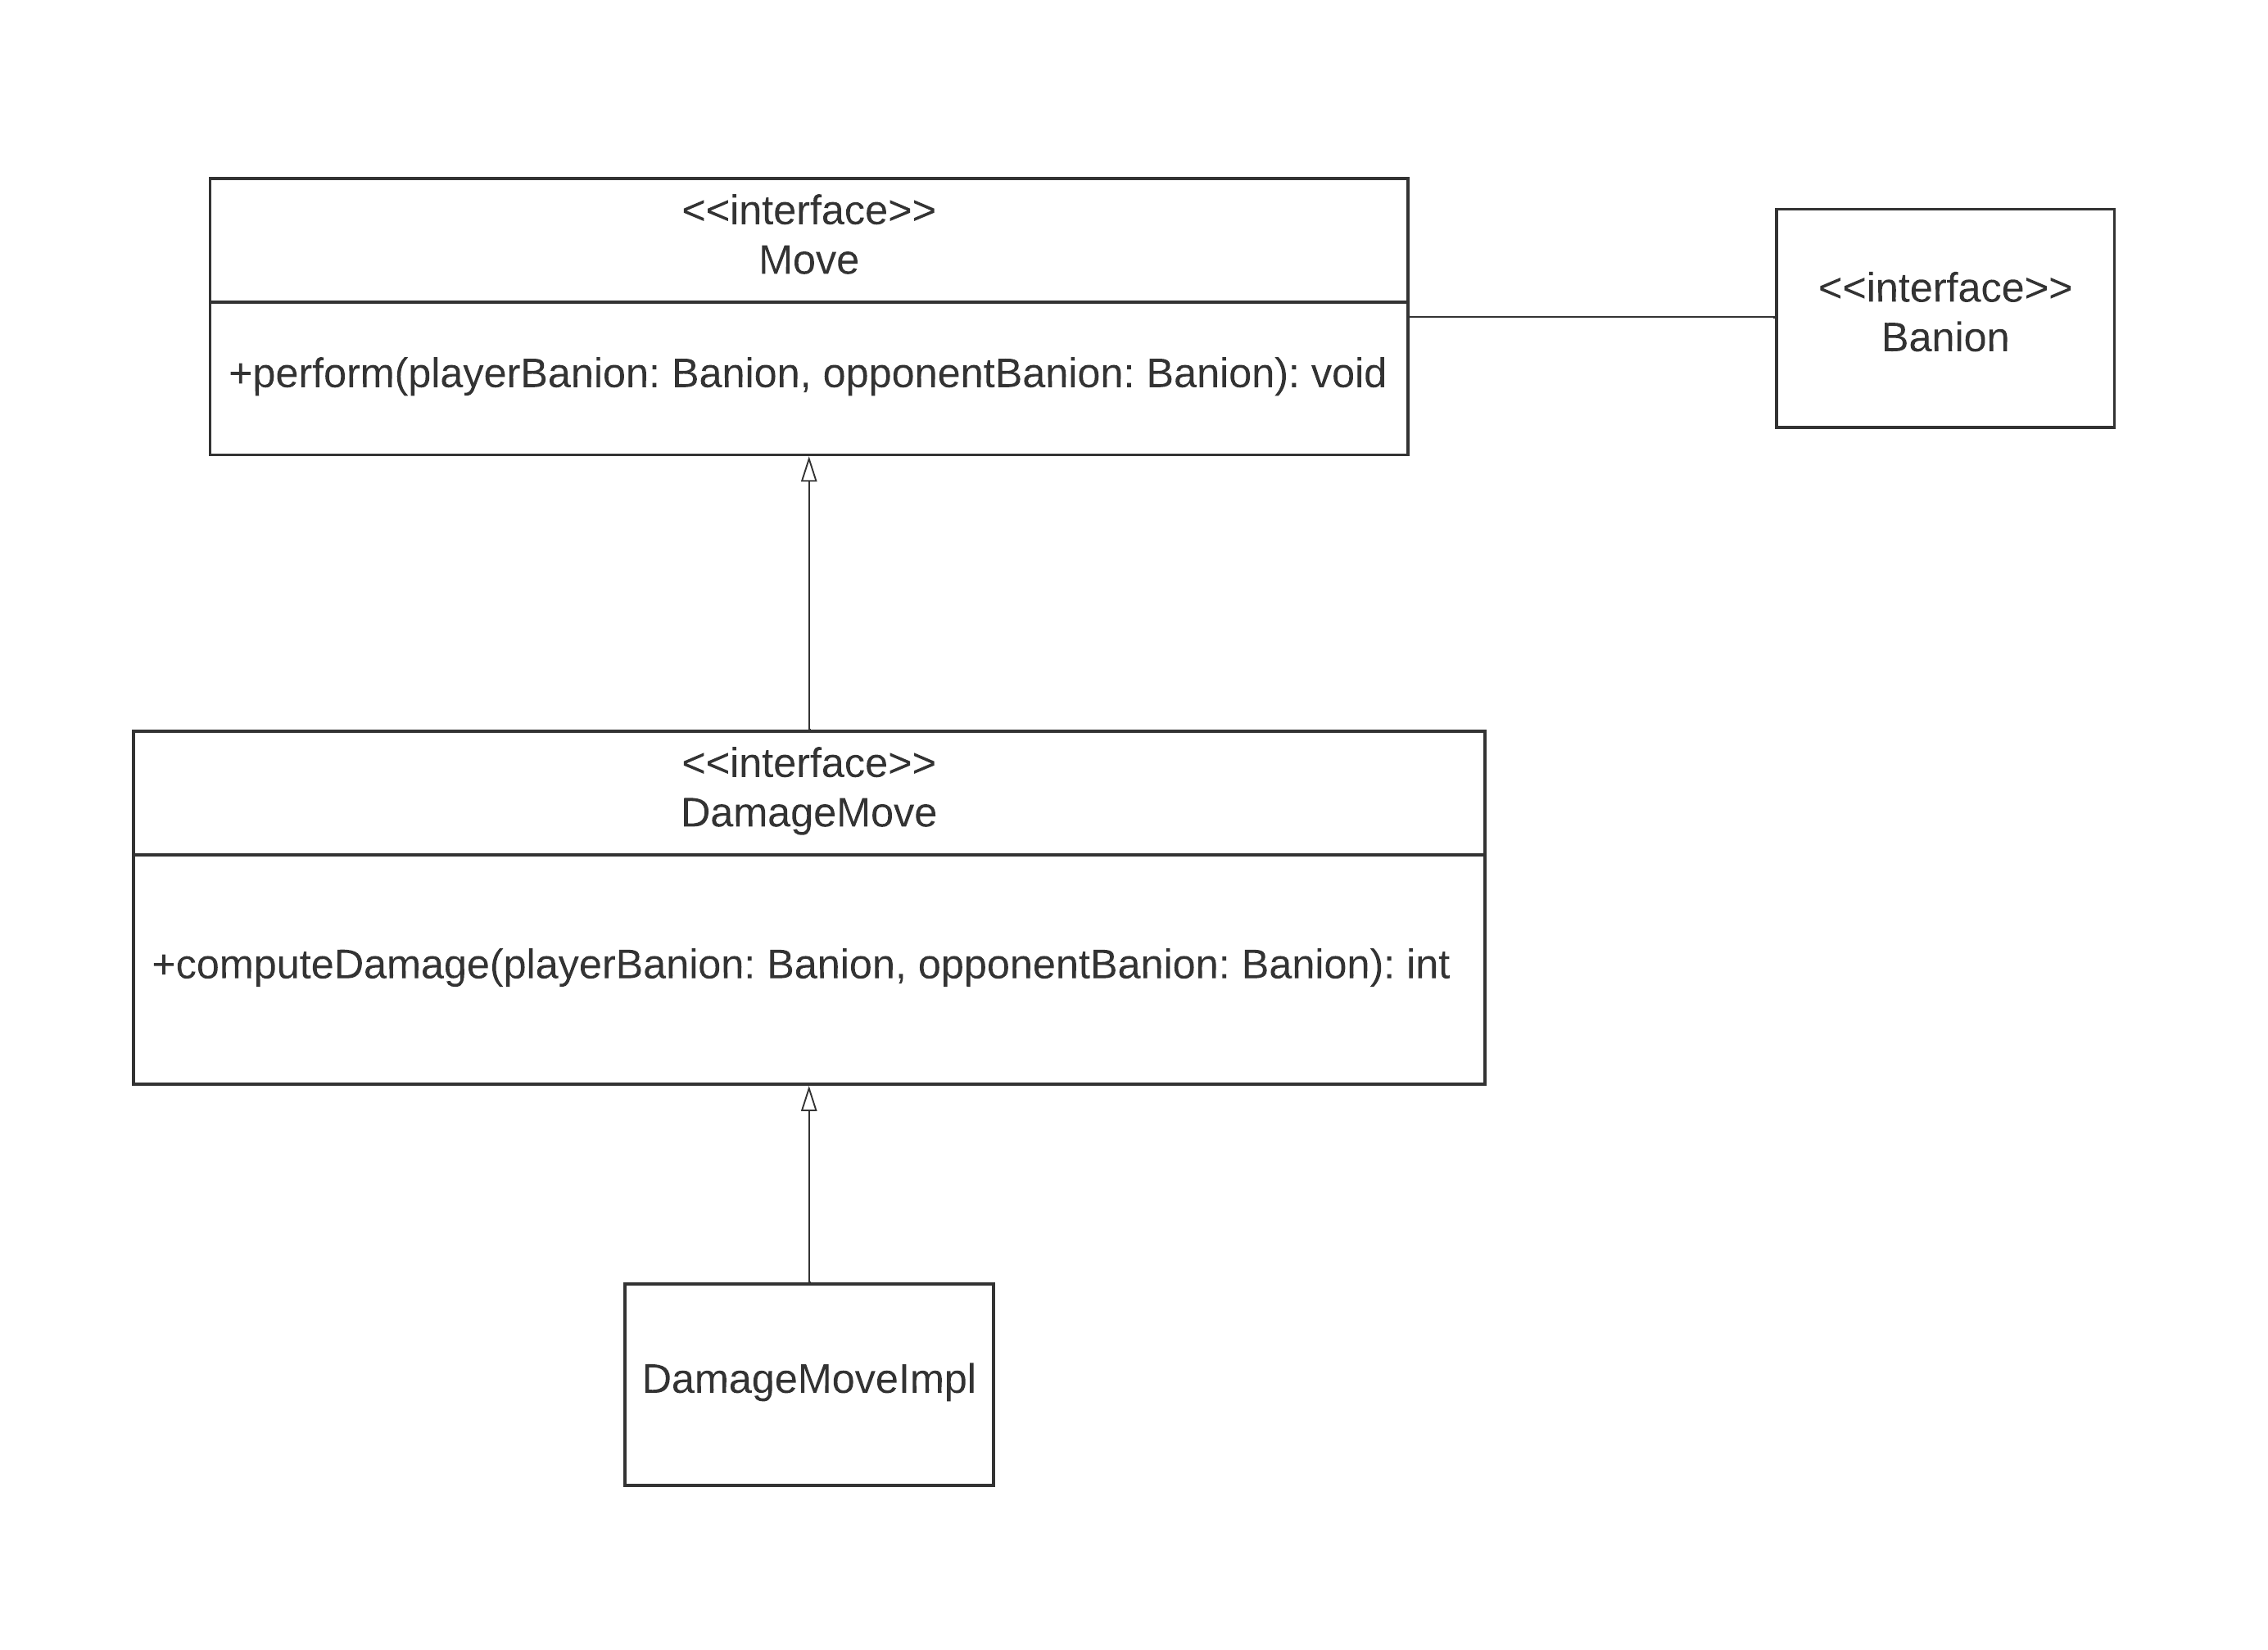 <<interface>>
Move
+perform(playerBanion: Banion, opponentBanion: Banion): void
<<interface>>
Banion
<<interface>>
DamageMove
+computeDamage(playerBanion: Banion, opponentBanion: Banion): int
DamageMoveImpl